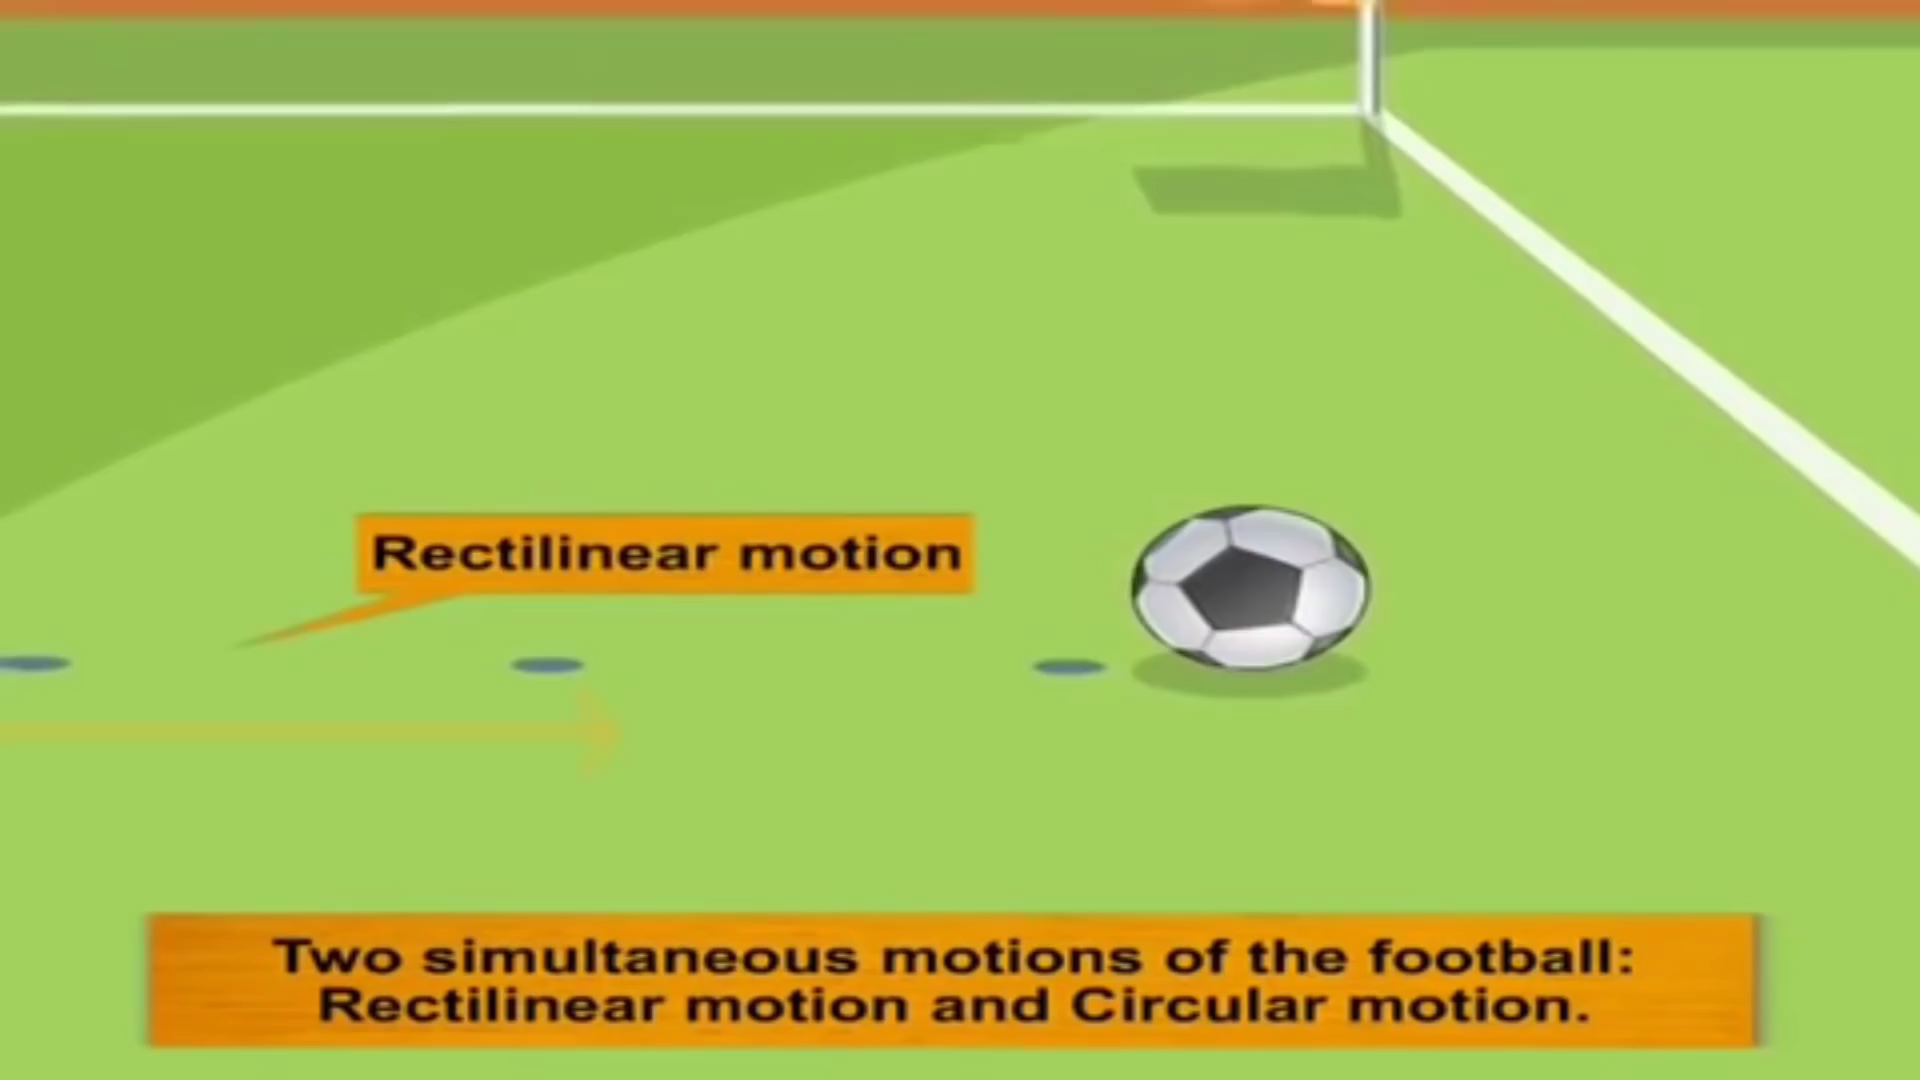 Rectilinear motion
Two simultaneous motions of the football:
Rectilinear motion and Circular motion.